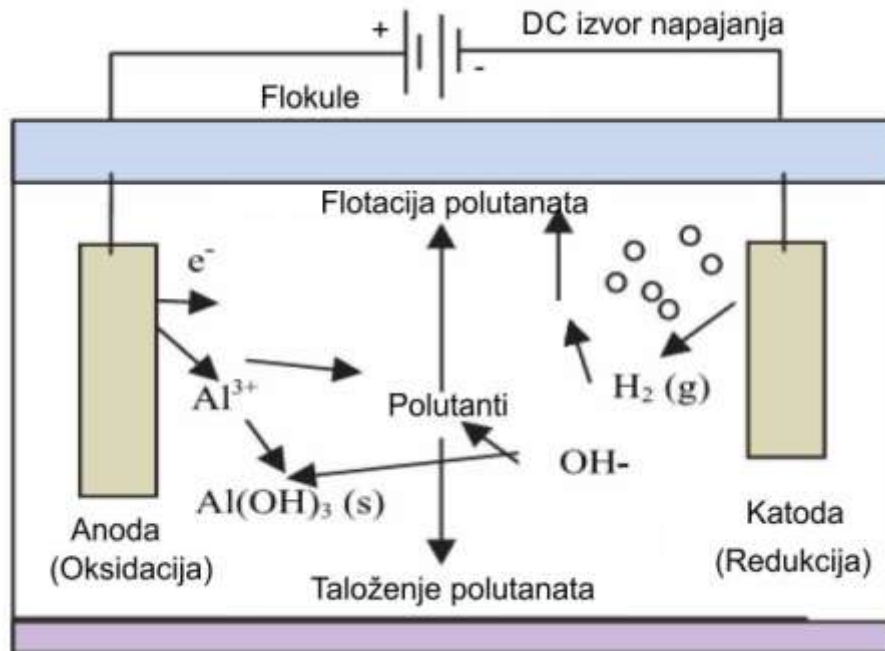 +
-
DC izvor napajanja
Flokule
Flotacija polutanata
e⁻
Al³⁺
Polutanti
H₂ (g)
OH-
Al(OH)₃ (s)
Anoda
(Oksidacija)
Katoda
(Redukcija)
Taloženje polutanata